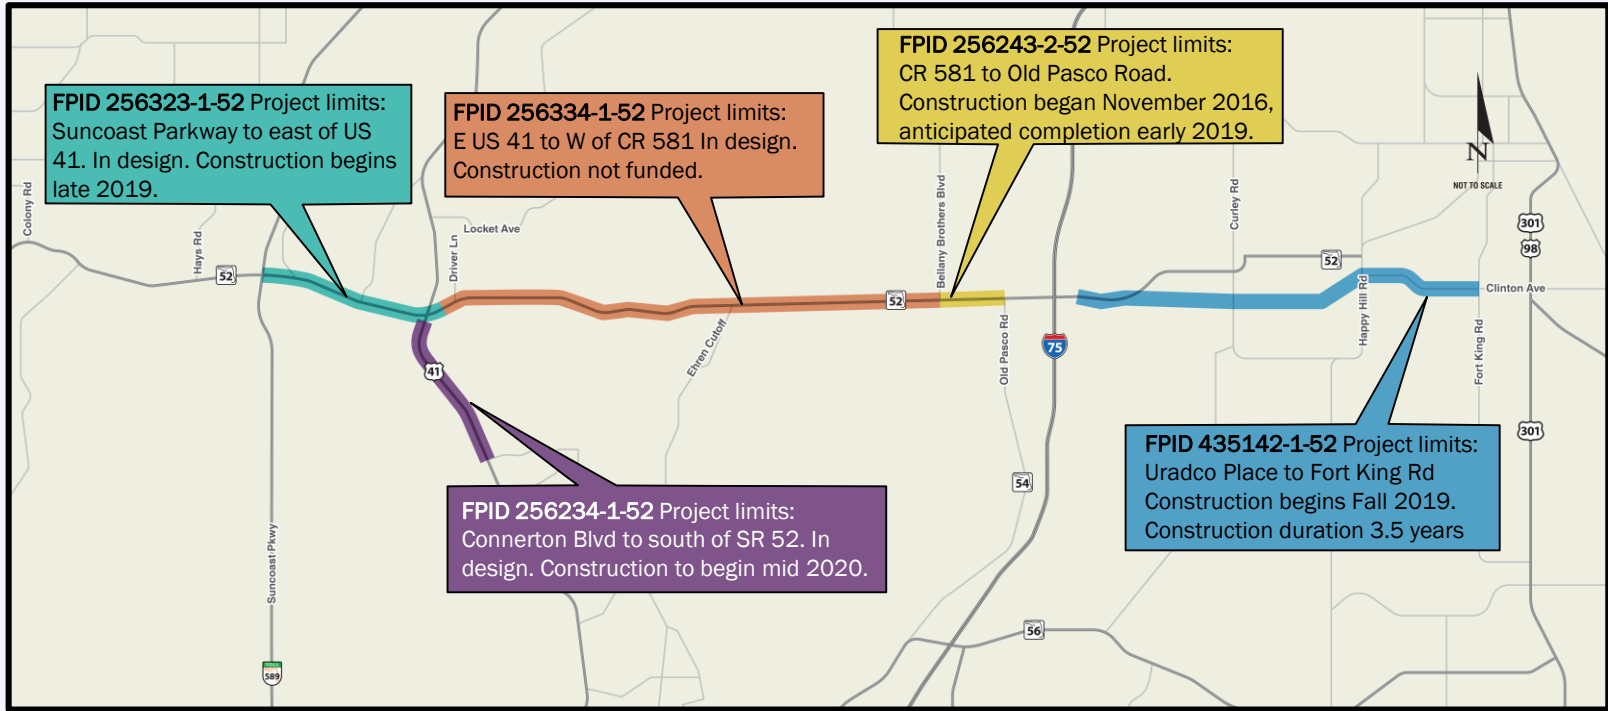 FPID 256243-2-52 Project limits:
CR 581 to Old Pasco Road.
Construction began November 2016,
anticipated completion early 2019.
FPID 256323-1-52 Project limits:
Suncoast Parkway to east of US
41. In design. Construction begins
late 2019.
FPID 256334-1-52 Project limits:
E US 41 to W of CR 581 In design.
Construction not funded.
N
NOT TO SCALE
Colony Rd
Hays Rd
52
Driver Ln
Locket Ave
Bellany Brothers Blvd
Curley Rd
301
98
52
52
Clinton Ave
Happy Hill Rd
Fort King Rd
Old Pasco Rd
75
Ehren Cutoff
41
301
FPID 435142-1-52 Project limits:
Uradco Place to Fort King Rd
Construction begins Fall 2019.
Construction duration 3.5 years
54
FPID 256234-1-52 Project limits:
Connerton Blvd to south of SR 52. In
design. Construction to begin mid 2020.
Suncoast Pkwy
56
TOLL
589